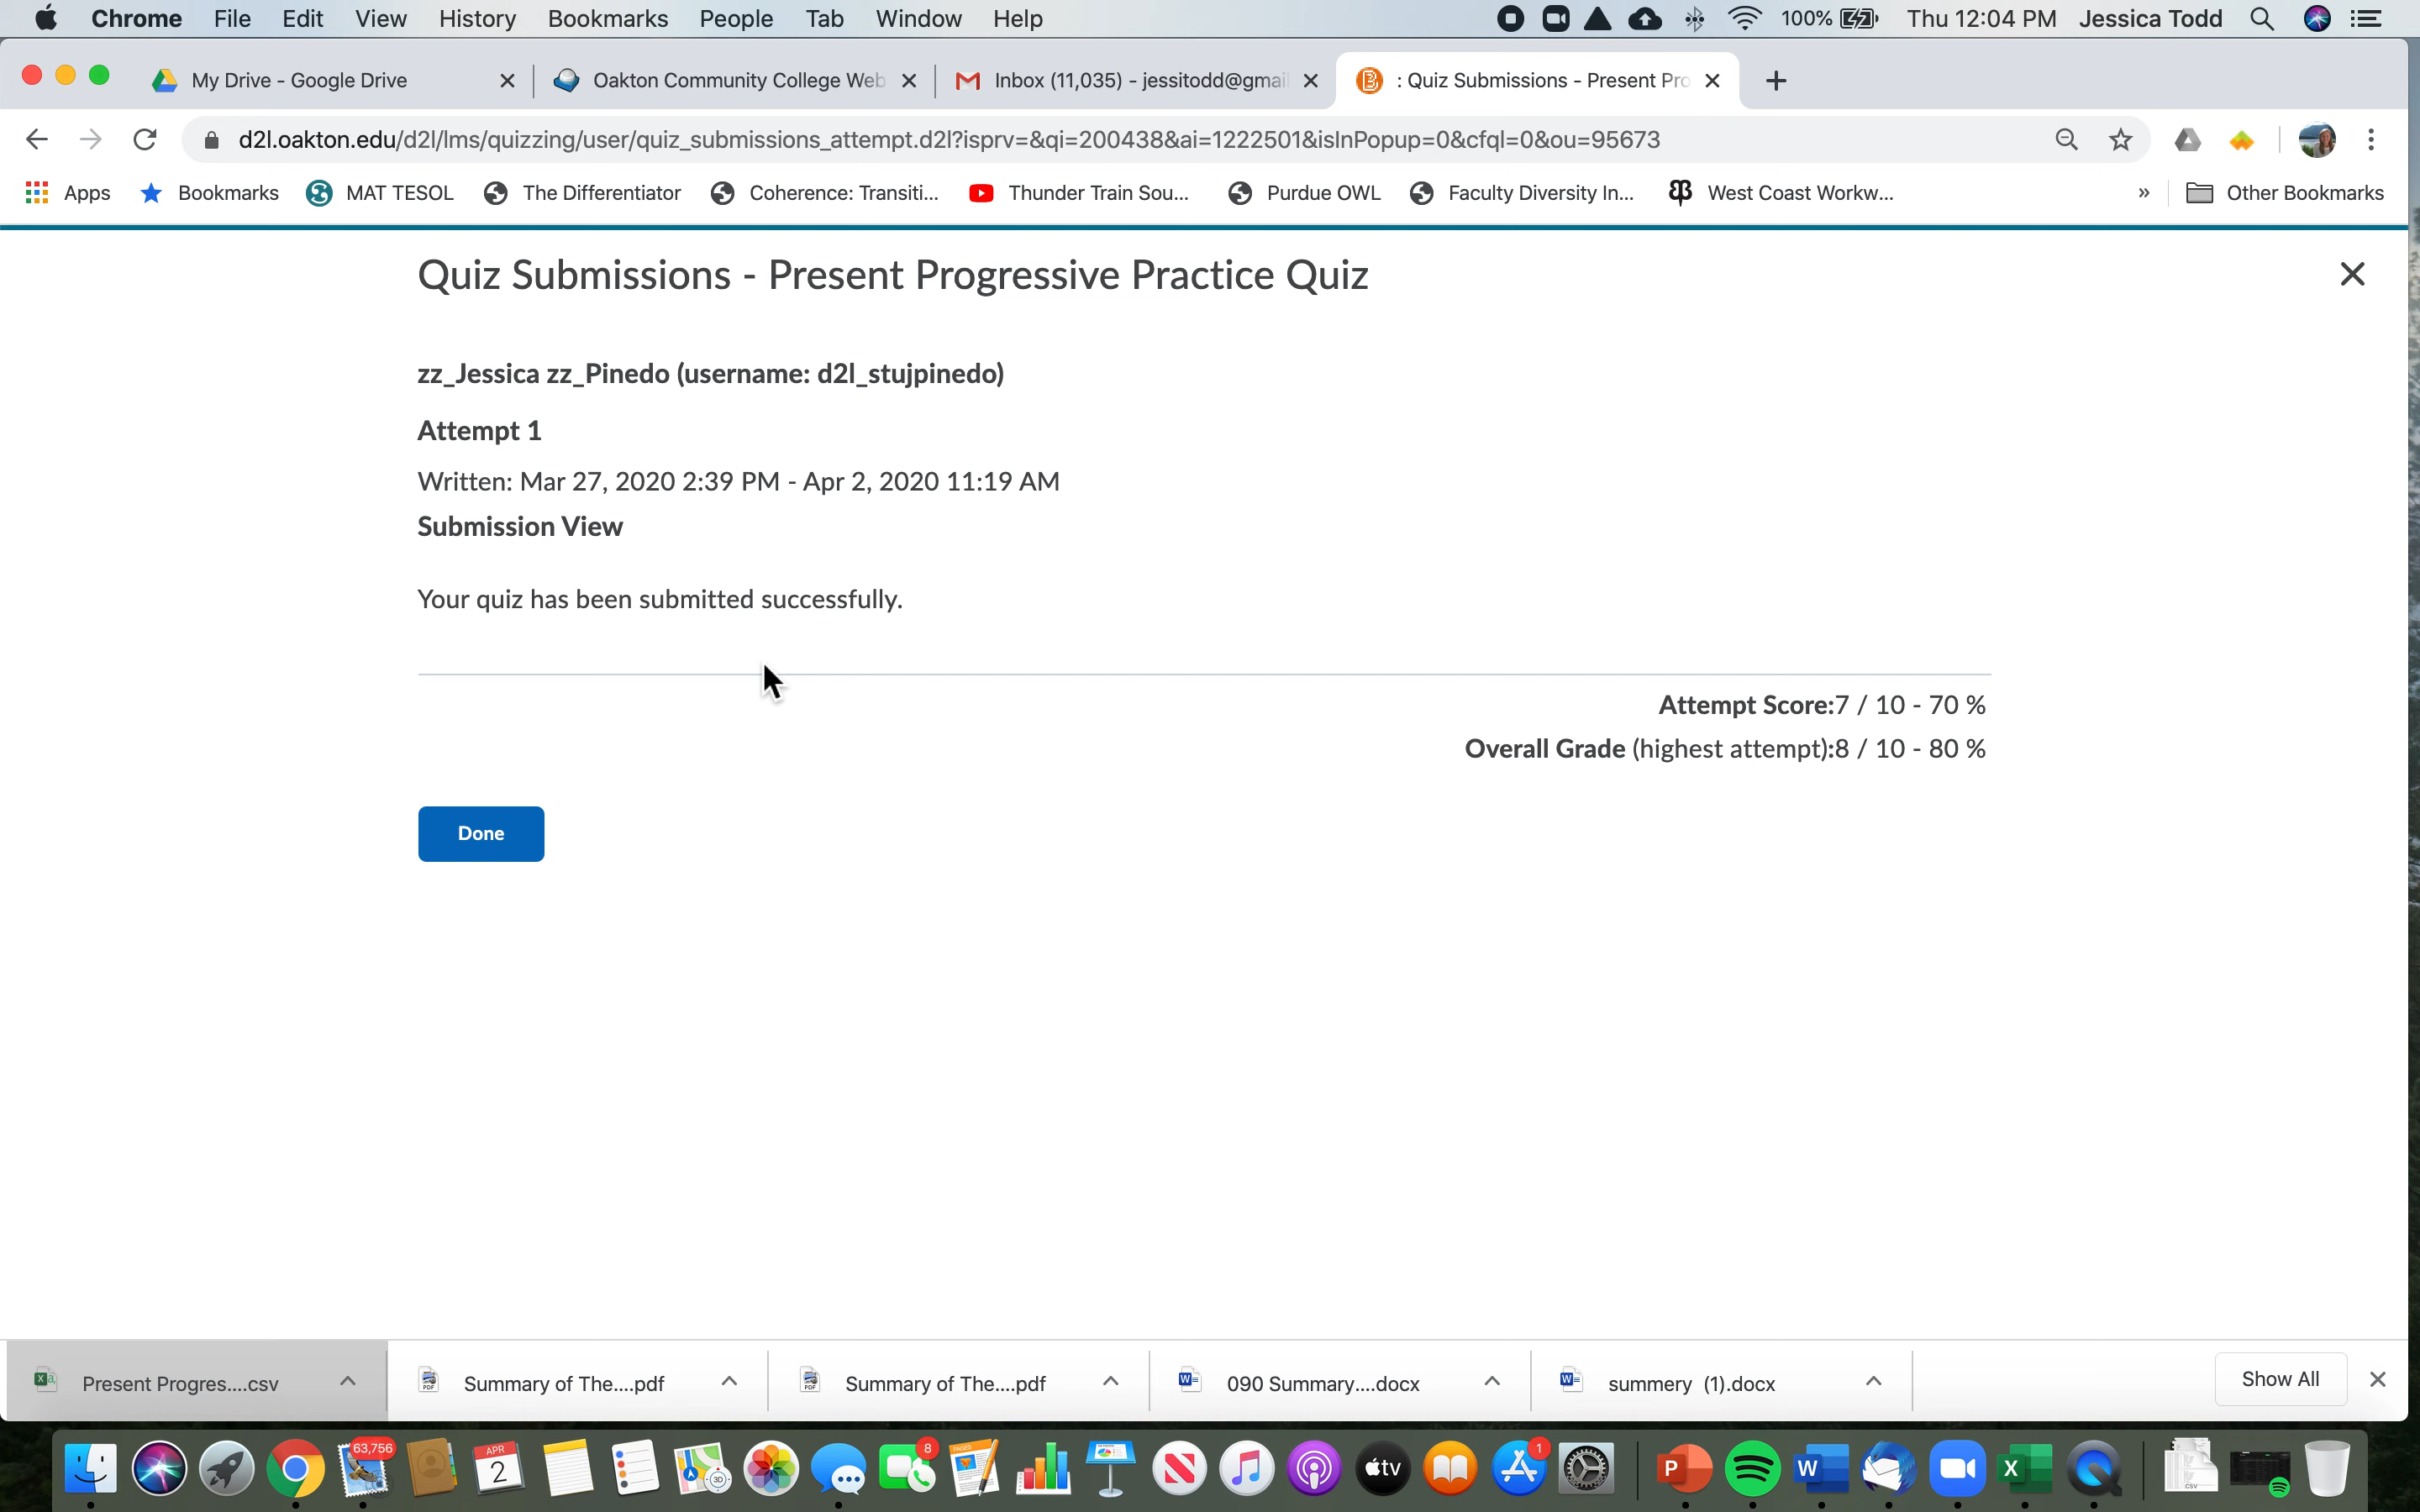 Chrome File Edit View History Bookmarks People Tab Window Help 100% Thu 12:04 PM Jessica Todd
My Drive - Google Drive Oakton Community College Web Inbox (11,035) - jessitodd@gmai : Quiz Submissions - Present Pro
d2l.oakton.edu/d2l/lms/quizzing/user/quiz_submissions_attempt.d2l?isprv=&qi=200438&ai=1222501&isInPopup=0&cfql=0&ou=95673
Apps Bookmarks MAT TESOL The Differentiator Coherence: Transiti... Thunder Train Sou... Purdue OWL Faculty Diversity In... West Coast Workw... » Other Bookmarks
Quiz Submissions - Present Progressive Practice Quiz
zz_Jessica zz_Pinedo (username: d2l_stujpinedo)
Attempt 1
Written: Mar 27, 2020 2:39 PM - Apr 2, 2020 11:19 AM
Submission View
Your quiz has been submitted successfully.
Attempt Score:7 / 10 - 70 %
Overall Grade (highest attempt):8 / 10 - 80 %
Done
Present Progres....csv Summary of The....pdf Summary of The....pdf 090 Summary....docx summery (1).docx Show All
63,756 APR 2 3D PAGES 8 tv 1 P W X CSV